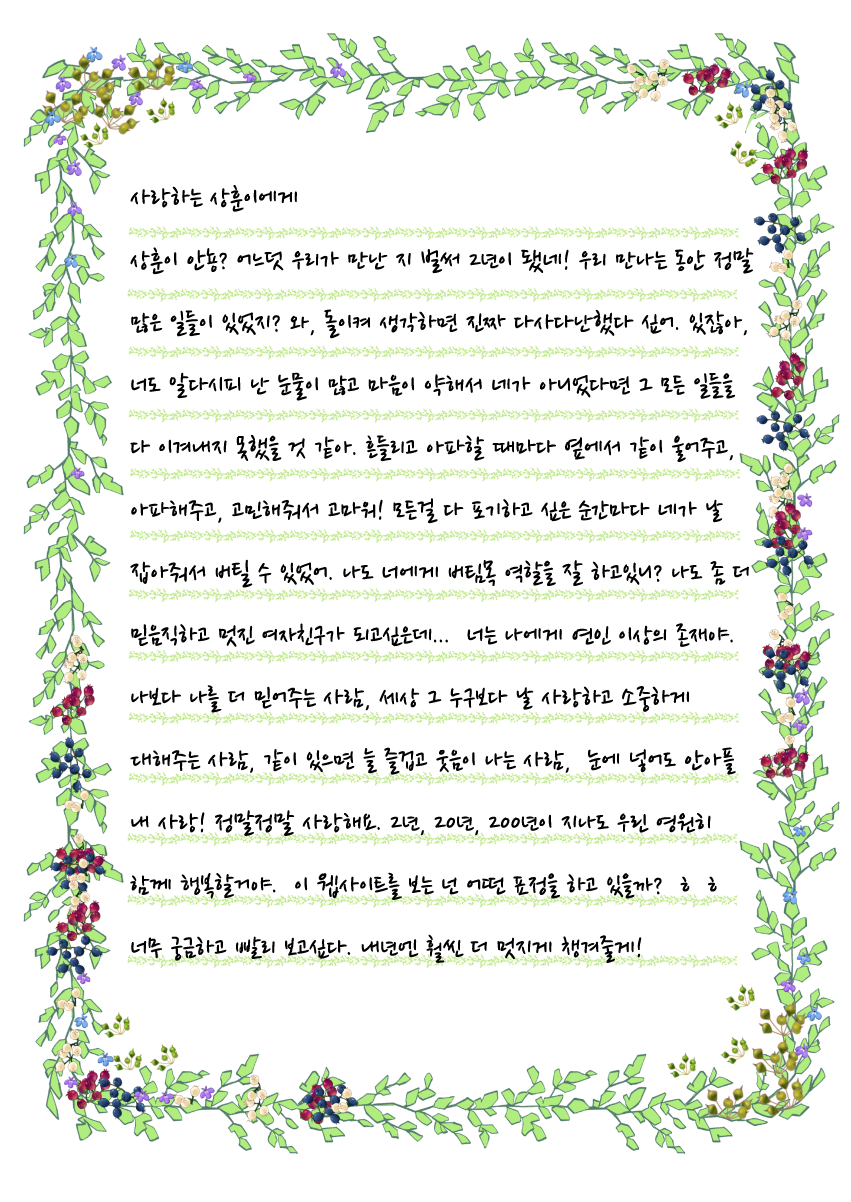 사랑하는 상훈이에게
상훈이 안뇽? 어느덧 우리가 만난 지 벌써 2년이 됐네! 우리 만나는 동안 정말
많은 일들이 있었지? 와, 돌이켜 생각하면 진짜 다사다난했다 싶어. 있잖아,
너도 알다시피 난 눈물이 많고 마음이 약해서 네가 아니었다면 그 모든 일들을
다 이겨내지 못했을 것 같아. 흔들리고 아파할 때마다 옆에서 같이 울어주고,
아파해주고, 고민해줘서 고마워! 모든걸 다 포기하고 싶은 순간마다 네가 날
잡아줘서 버틸 수 있었어. 나도 너에게 버팀목 역할을 잘 하고있니? 나도 좀 더
믿음직하고 멋진 여자친구가 되고싶은데... 너는 나에게 연인 이상의 존재야.
나보다 나를 더 믿어주는 사람, 세상 그 누구보다 날 사랑하고 소중하게
대해주는 사람, 같이 있으면 늘 즐겁고 웃음이 나는 사람, 눈에 넣어도 안아플
내 사랑! 정말정말 사랑해요. 2년, 20년, 200년이 지나도 우린 영원히
함께 행복할거야. 이 웹사이트를 보는 넌 어떤 표정을 하고 있을까? ㅎ ㅎ
너무 궁금하고 빨리 보고싶다. 내년엔 훨씬 더 멋지게 챙겨줄게!